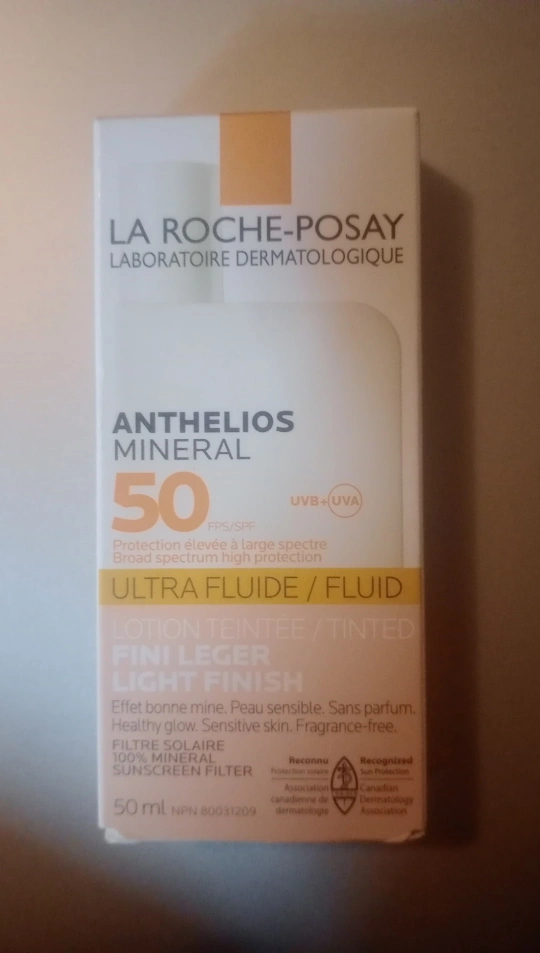 LA ROCHE-POSAY
LABORATOIRE DERMATOLOGIQUE
ANTHELIOS
MINERAL
50
FPS/SPF
UVB+UVA
Protection élevée à large spectre
Broad spectrum high protection
ULTRA FLUIDE / FLUID
LOTION TEINTÉE / TINTED
FINI LEGER
LIGHT FINISH
Effet bonne mine. Peau sensible. Sans parfum.
Healthy glow. Sensitive skin. Fragrance-free.
FILTRE SOLAIRE
100% MINERAL
SUNSCREEN FILTER
50 ml NPN 80031209
Reconnu
Protection solaire
Association
canadienne de
dermatologie
Recognized
Sun Protection
Canadian
Dermatology
Association